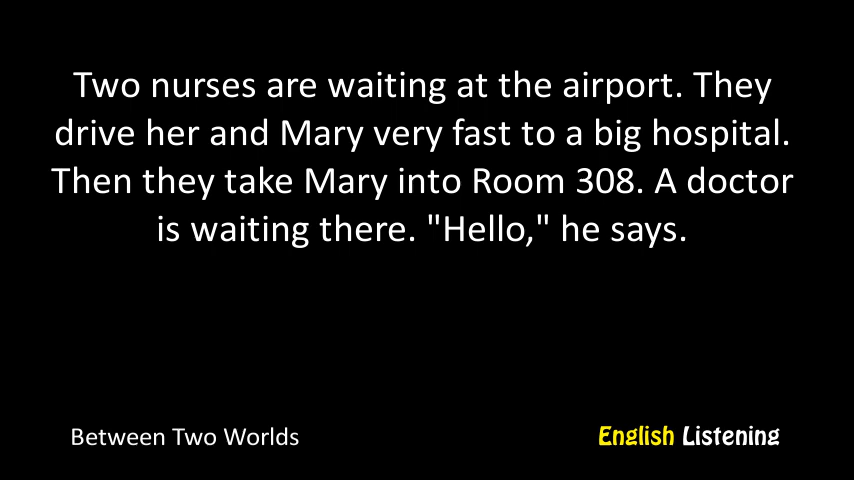 Two nurses are waiting at the airport. They
drive her and Mary very fast to a big hospital.
Then they take Mary into Room 308. A doctor
is waiting there. "Hello," he says.
Between Two Worlds
English Listening